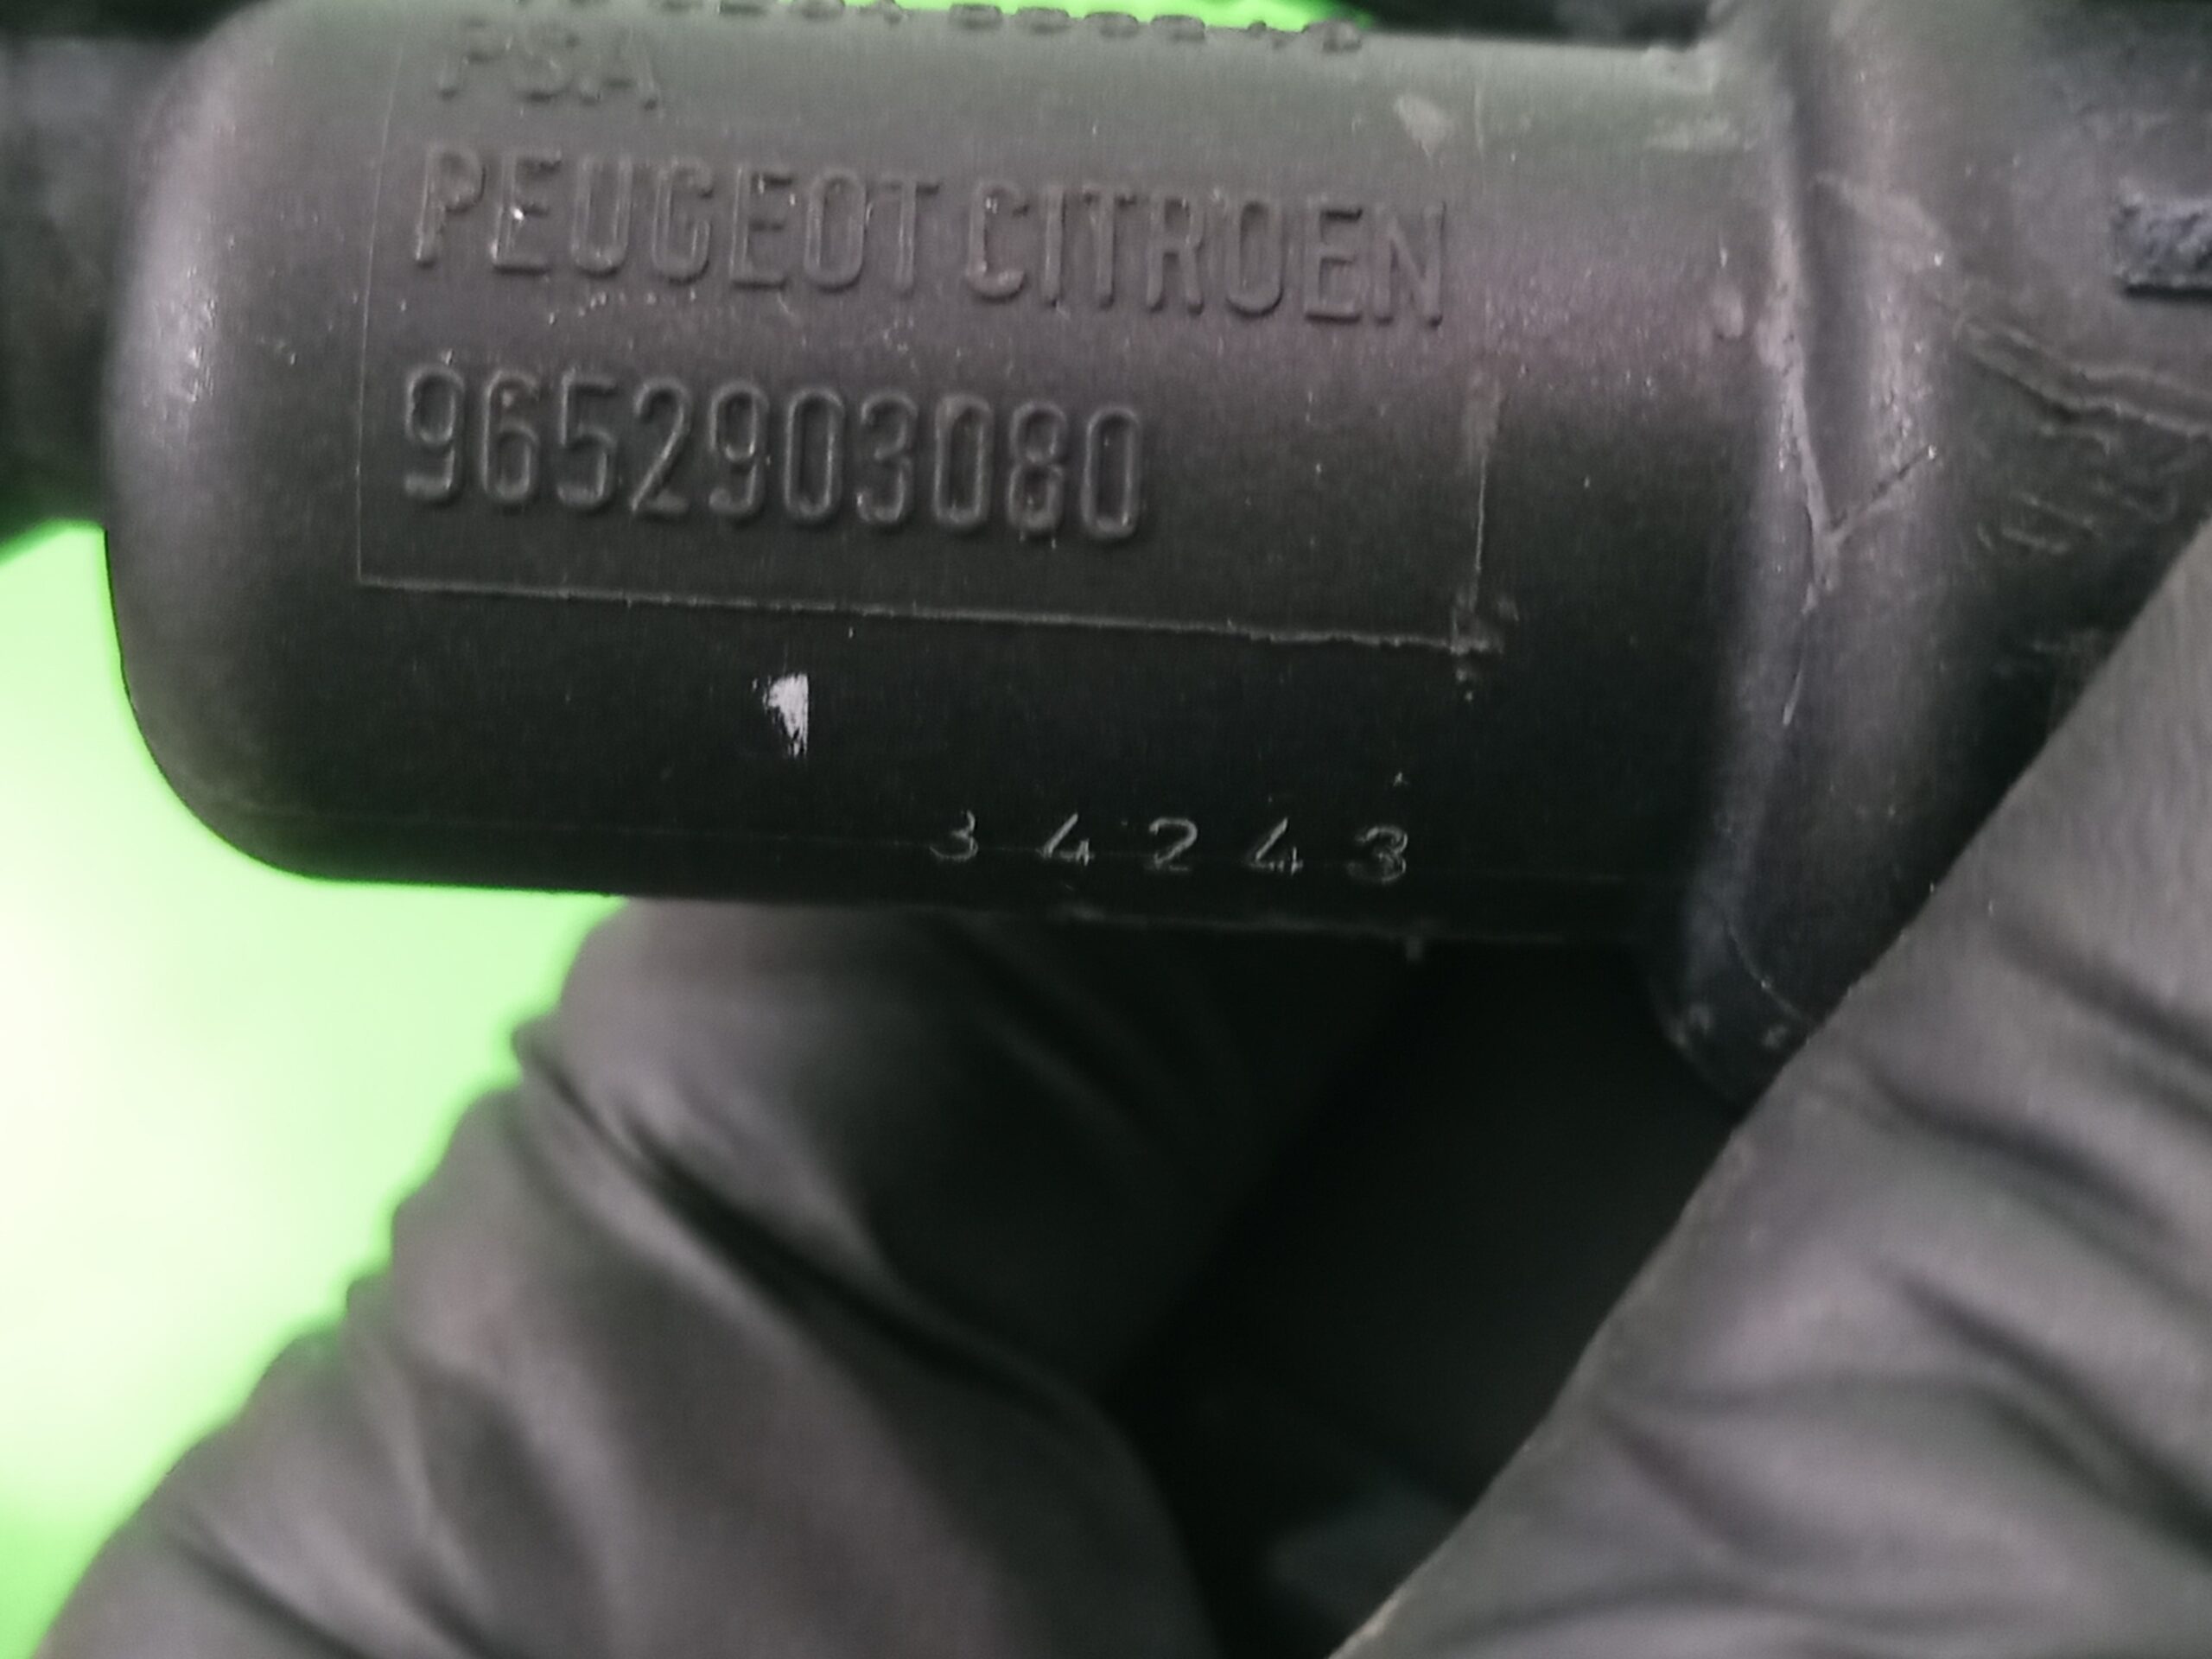 PSA
PEUGEOT CITROEN
9652903080
34243